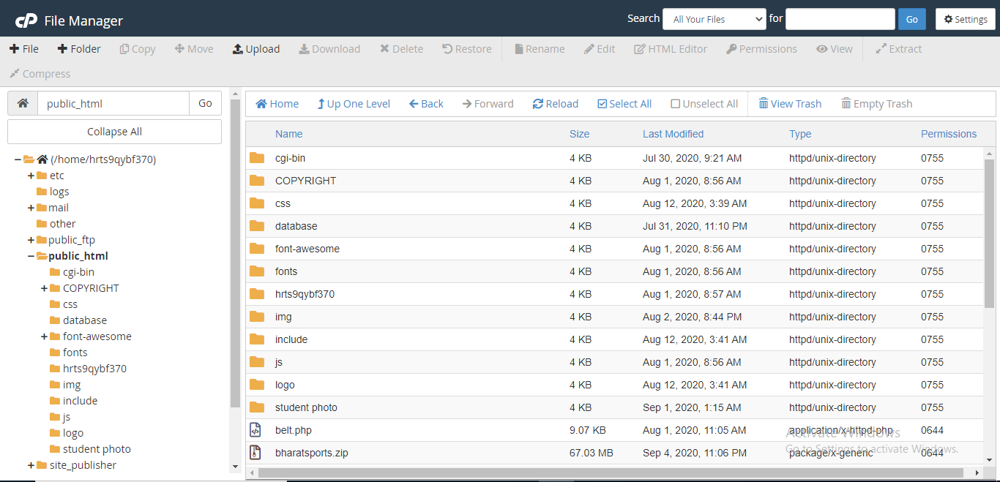 cP File Manager Search All Your Files for Go Settings
File Folder Copy Move Upload Download Delete Restore Rename Edit HTML Editor Permissions View Extract
Compress
public_html Go
Collapse All
(/home/hrts9qybf370)
etc
logs
mail
other
public_ftp
public_html
cgi-bin
COPYRIGHT
css
database
font-awesome
fonts
hrts9qybf370
img
include
js
logo
student photo
site_publisher
Home Up One Level Back Forward Reload Select All Unselect All View Trash Empty Trash
Name Size Last Modified Type Permissions
cgi-bin 4 KB Jul 30, 2020, 9:21 AM httpd/unix-directory 0755
COPYRIGHT 4 KB Aug 1, 2020, 8:56 AM httpd/unix-directory 0755
css 4 KB Aug 12, 2020, 3:39 AM httpd/unix-directory 0755
database 4 KB Jul 31, 2020, 11:10 PM httpd/unix-directory 0755
font-awesome 4 KB Aug 1, 2020, 8:56 AM httpd/unix-directory 0755
fonts 4 KB Aug 1, 2020, 8:56 AM httpd/unix-directory 0755
hrts9qybf370 4 KB Aug 1, 2020, 8:57 AM httpd/unix-directory 0755
img 4 KB Aug 2, 2020, 8:44 PM httpd/unix-directory 0755
include 4 KB Aug 12, 2020, 3:41 AM httpd/unix-directory 0755
js 4 KB Aug 1, 2020, 8:56 AM httpd/unix-directory 0755
logo 4 KB Aug 12, 2020, 3:41 AM httpd/unix-directory 0755
student photo 4 KB Sep 1, 2020, 1:15 AM httpd/unix-directory 0755
belt.php 9.07 KB Aug 1, 2020, 11:05 AM application/x-httpd-php 0644
bharatsports.zip 67.03 MB Sep 4, 2020, 11:06 PM package/x-generic 0644
Activate Windows
Go to Settings to activate Windows.